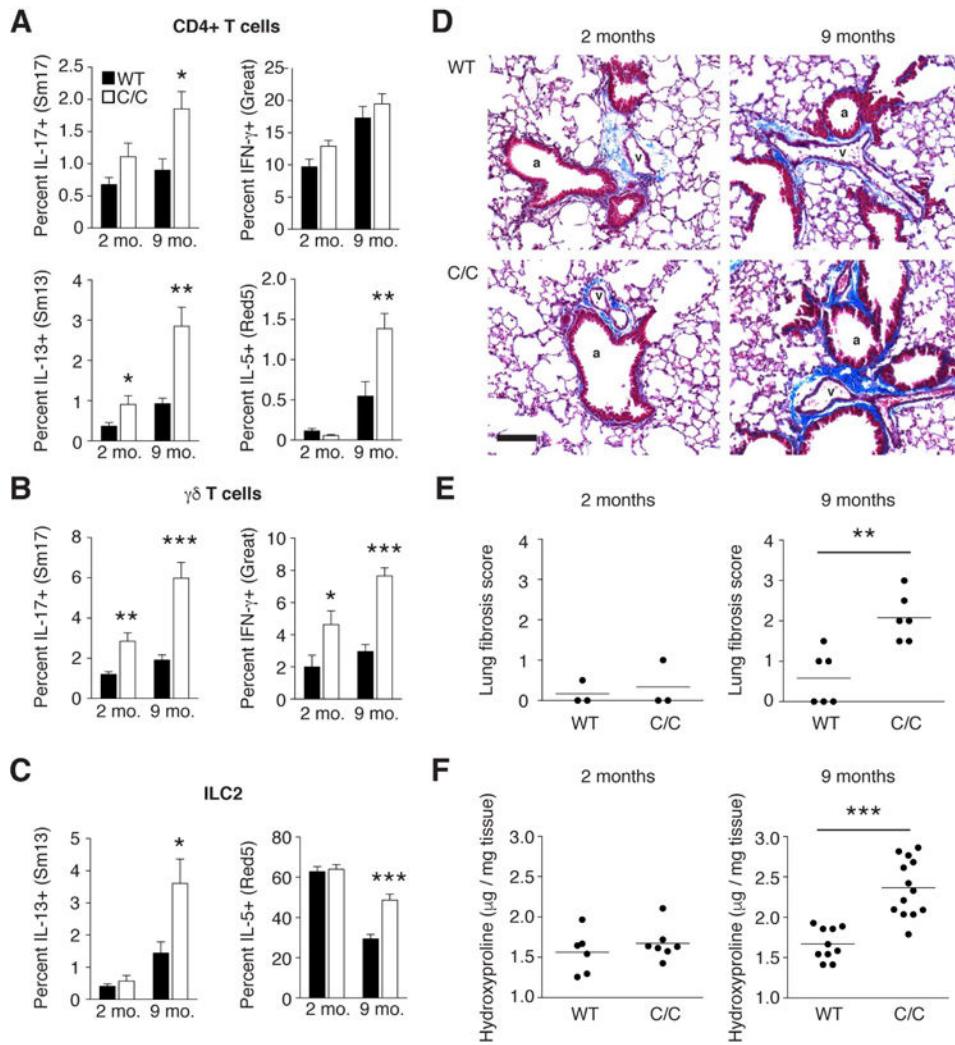 A
CD4+ T cells
Percent IL-17+ (Sm17)
2.5
2.0
1.5
1.0
0.5
0
WT
C/C
*
2 mo. 9 mo.
Percent IFN-γ+ (Great)
25
20
15
10
5
0
2 mo. 9 mo.
Percent IL-13+ (Sm13)
4
3
2
1
0
*
**
2 mo. 9 mo.
Percent IL-5+ (Red5)
2.0
1.5
1.0
0.5
0
**
2 mo. 9 mo.
B
γδ T cells
Percent IL-17+ (Sm17)
8
6
4
2
0
**
***
2 mo. 9 mo.
Percent IFN-γ+ (Great)
10
8
6
4
2
0
*
***
2 mo. 9 mo.
C
ILC2
Percent IL-13+ (Sm13)
5
4
3
2
1
0
*
2 mo. 9 mo.
Percent IL-5+ (Red5)
80
60
40
20
0
***
2 mo. 9 mo.
D
2 months
9 months
WT
a
v
a
v
C/C
v
a
a
v
E
2 months
Lung fibrosis score
4
3
2
1
0
WT C/C
9 months
Lung fibrosis score
4
3
2
1
0
**
WT C/C
F
2 months
Hydroxyproline (μg / mg tissue)
3.0
2.5
2.0
1.5
1.0
WT C/C
9 months
Hydroxyproline (μg / mg tissue)
3.0
2.5
2.0
1.5
1.0
***
WT C/C